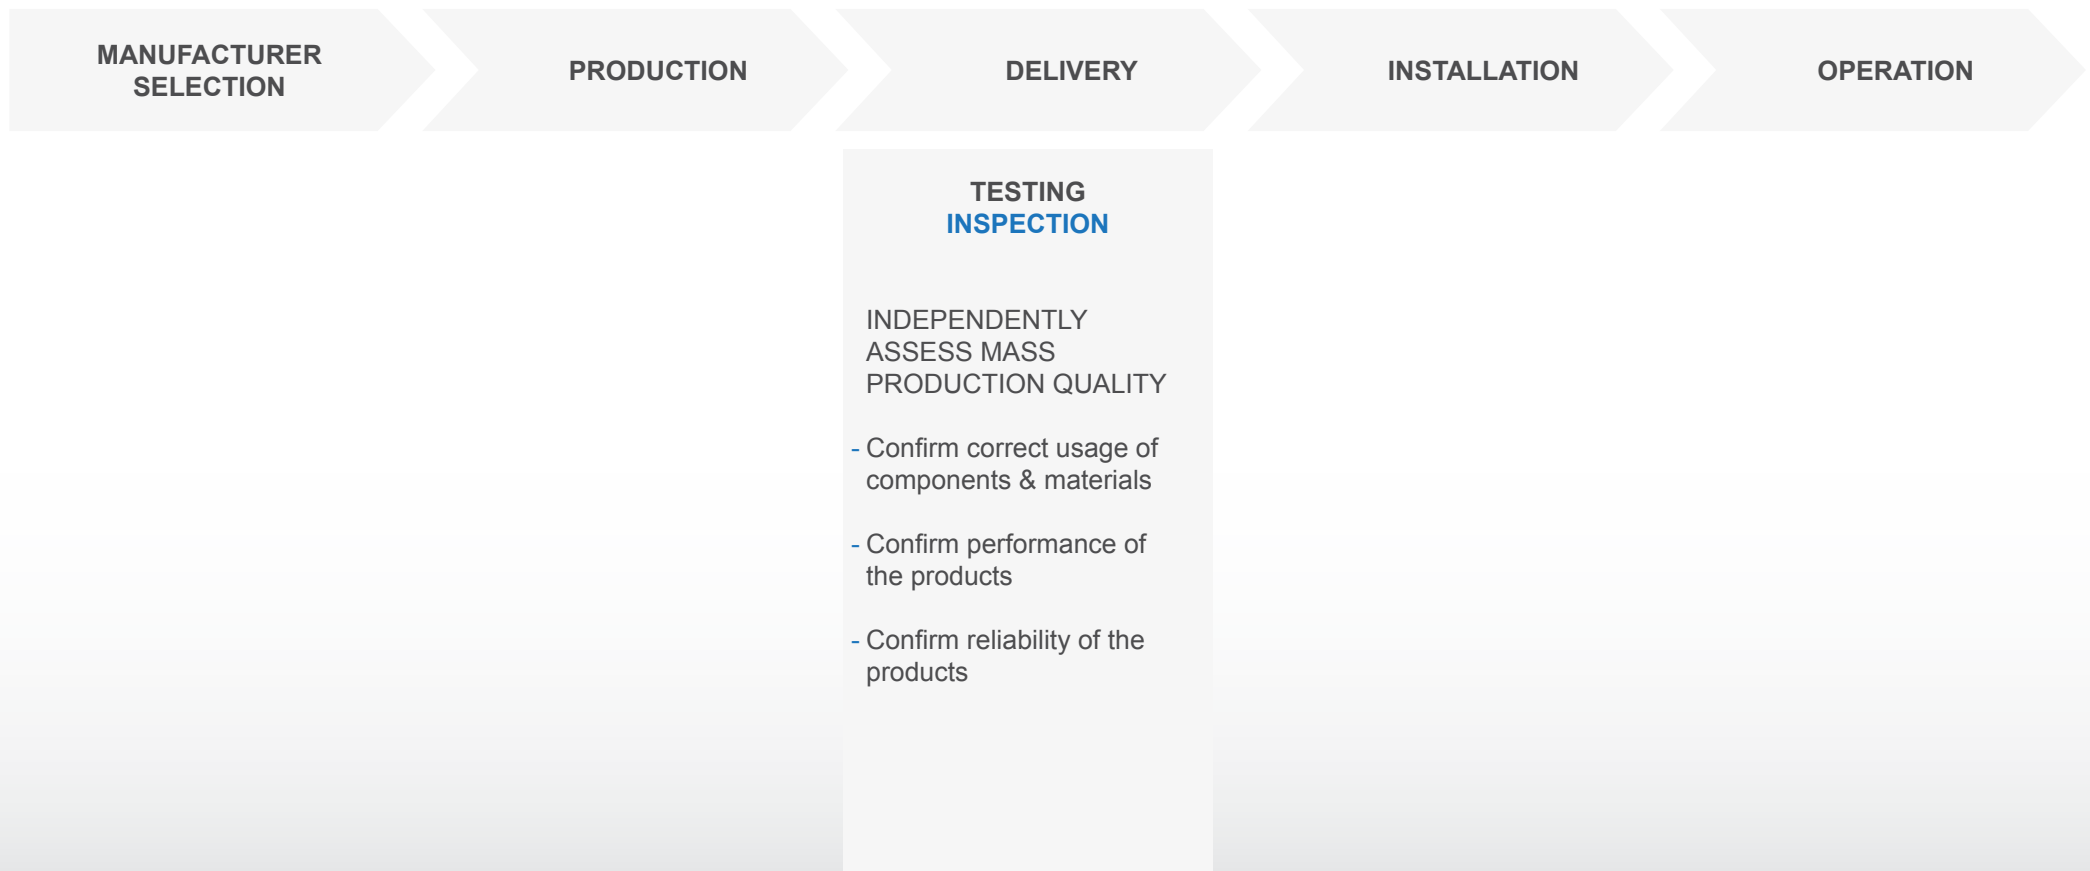 MANUFACTURER
SELECTION
PRODUCTION
DELIVERY
INSTALLATION
OPERATION
TESTING
INSPECTION
INDEPENDENTLY
ASSESS MASS
PRODUCTION QUALITY
- Confirm correct usage of
components & materials
- Confirm performance of
the products
- Confirm reliability of the
products